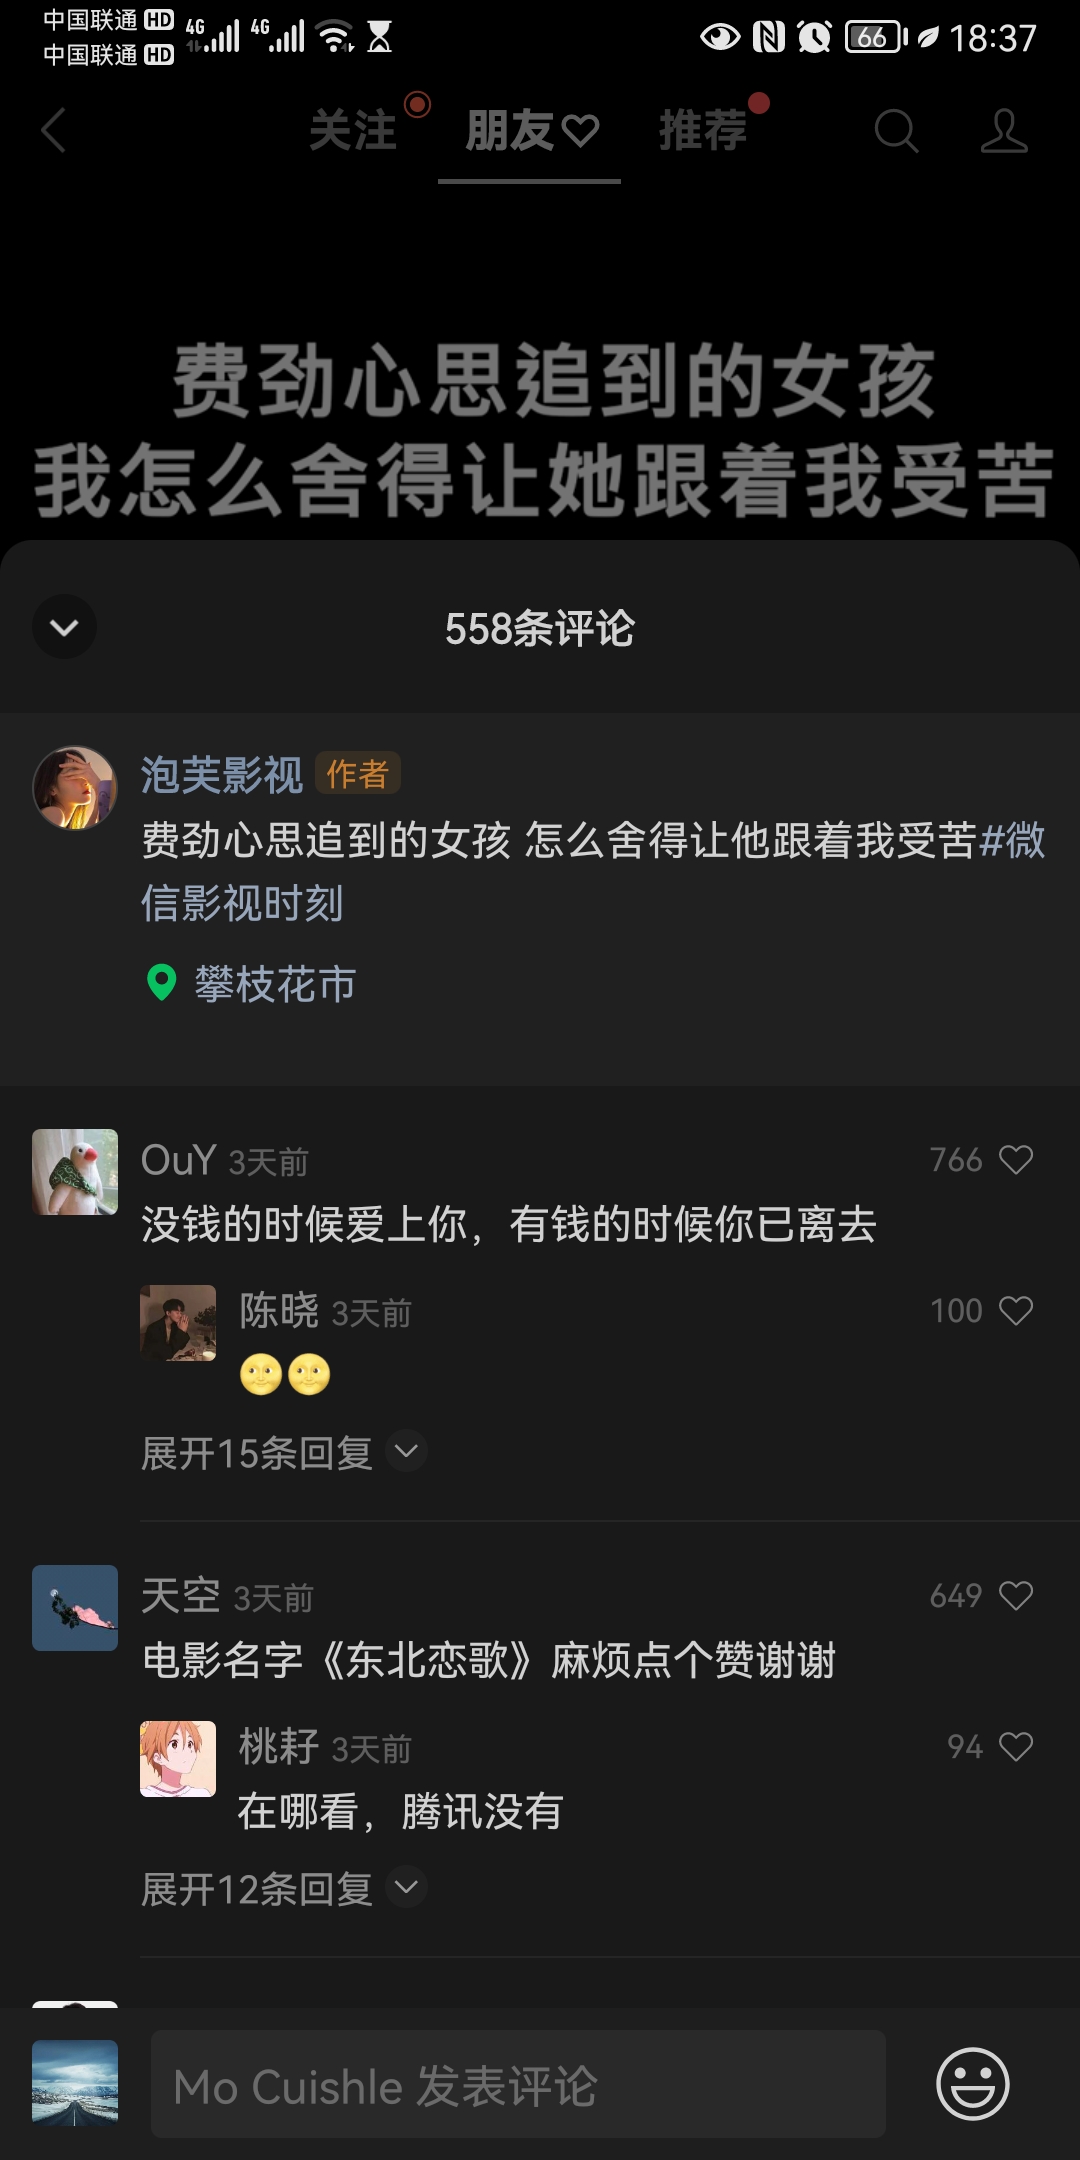 中国联通 HD 4G 4G 66 18:37
中国联通 HD
关注 朋友♡ 推荐
费劲心思追到的女孩
我怎么舍得让她跟着我受苦
558条评论
泡芙影视 作者
费劲心思追到的女孩 怎么舍得让他跟着我受苦#微
信影视时刻
攀枝花市
OuY 3天前 766
没钱的时候爱上你，有钱的时候你已离去
陈晓 3天前 100
🌝🌝
展开15条回复
天空 3天前 649
电影名字《东北恋歌》麻烦点个赞谢谢
桃耔 3天前 94
在哪看，腾讯没有
展开12条回复
Mo Cuishle 发表评论